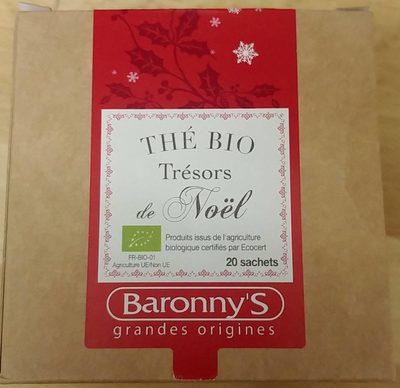 THÉ BIO
Trésors
de Noël
Produits issus de l'agriculture
biologique certifiés par Ecocert
FR-BIO-01
Agriculture UE/Non UE
20 sachets
Baronny'S
grandes origines